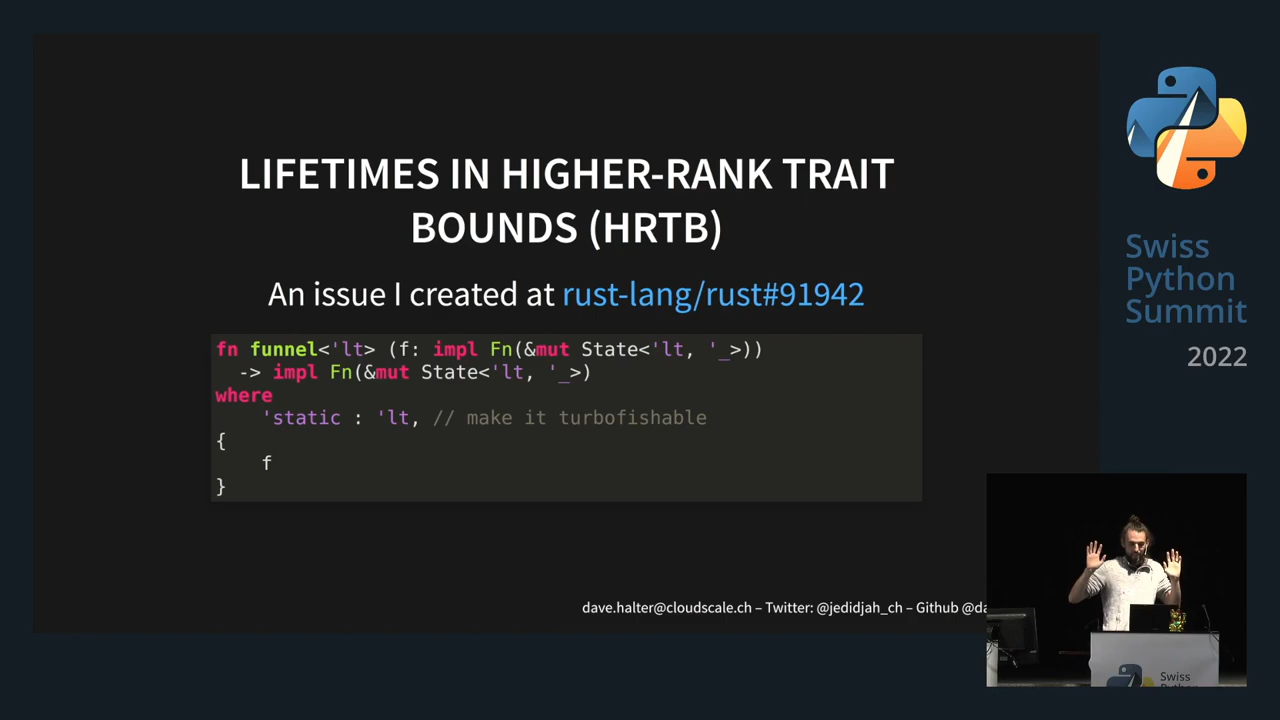 LIFETIMES IN HIGHER-RANK TRAIT
BOUNDS (HRTB)
An issue I created at rust-lang/rust#91942
fn funnel<'lt> (f: impl Fn(&mut State<'lt, '_>))
  -> impl Fn(&mut State<'lt, '_>)
where
    'static : 'lt, // make it turbofishable
{
    f
}
dave.halter@cloudscale.ch – Twitter: @jedidjah_ch – Github @da
Swiss
Python
Summit
2022
Swiss